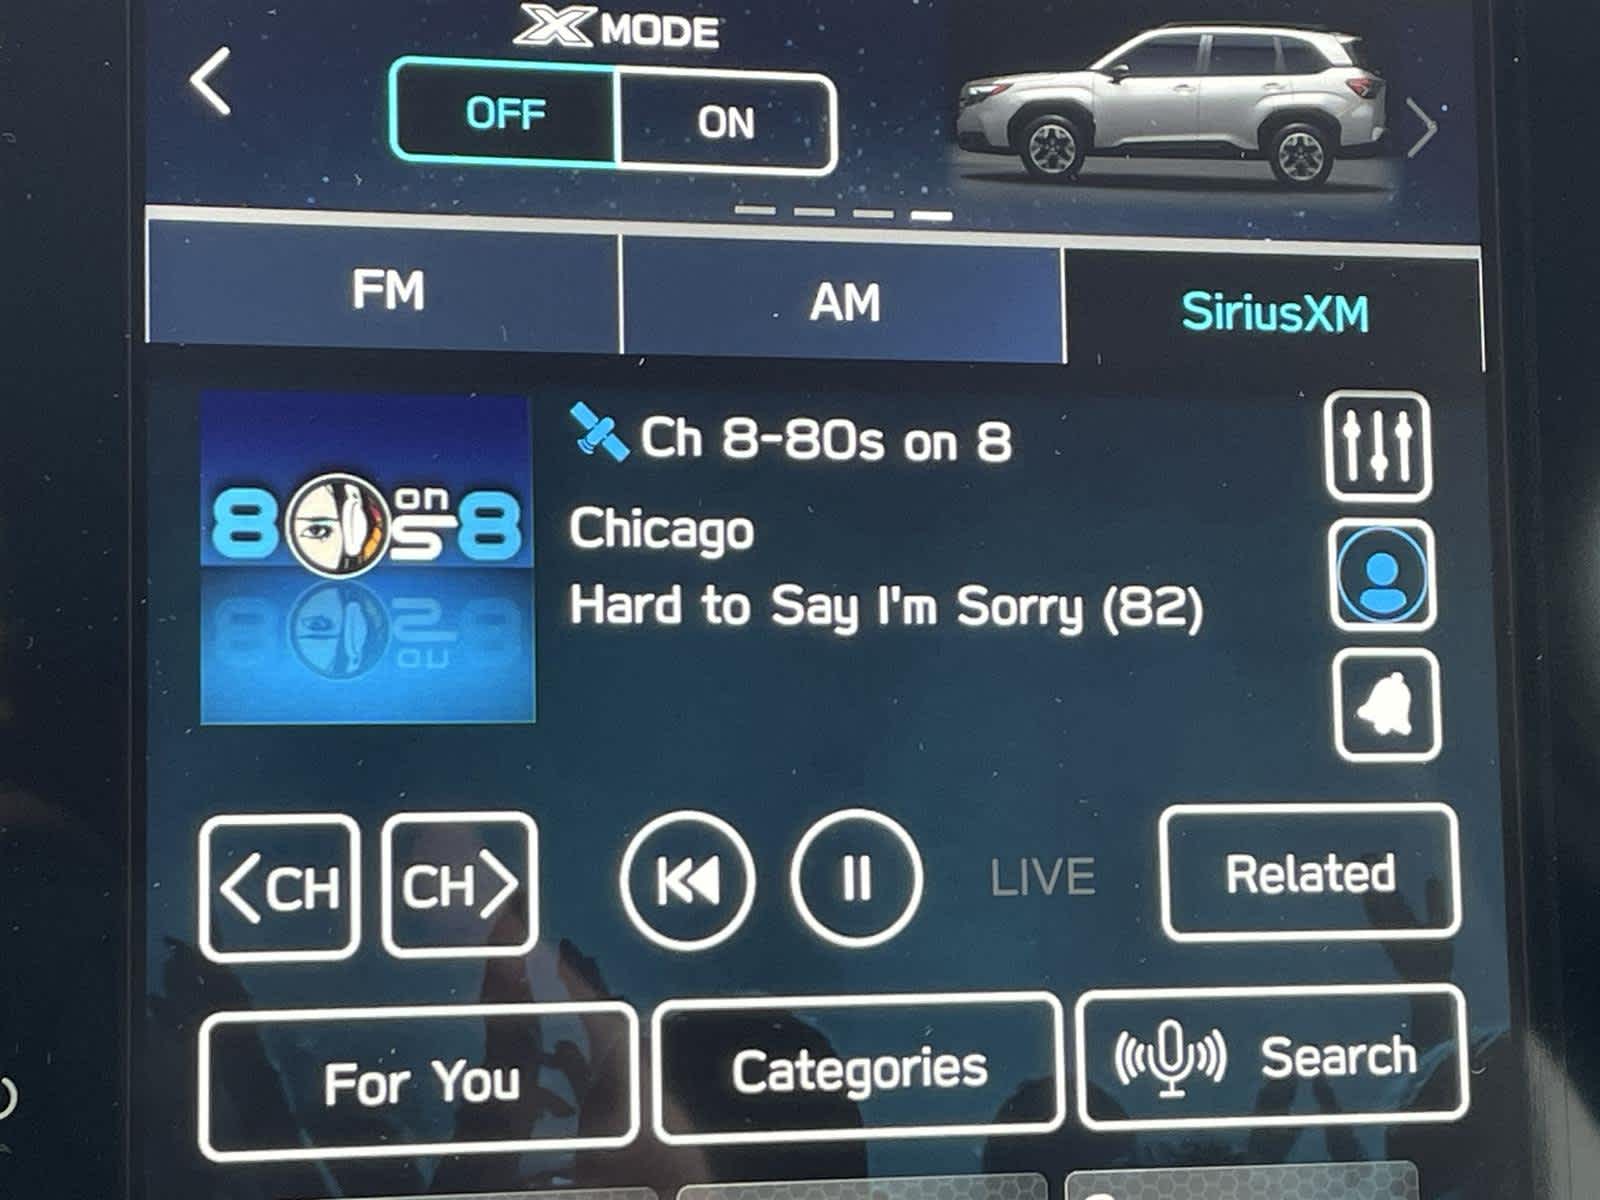 X MODE
OFF ON
FM AM SiriusXM
80s on 8
Ch 8-80s on 8
Chicago
Hard to Say I'm Sorry (82)
CH CH LIVE Related
For You Categories Search